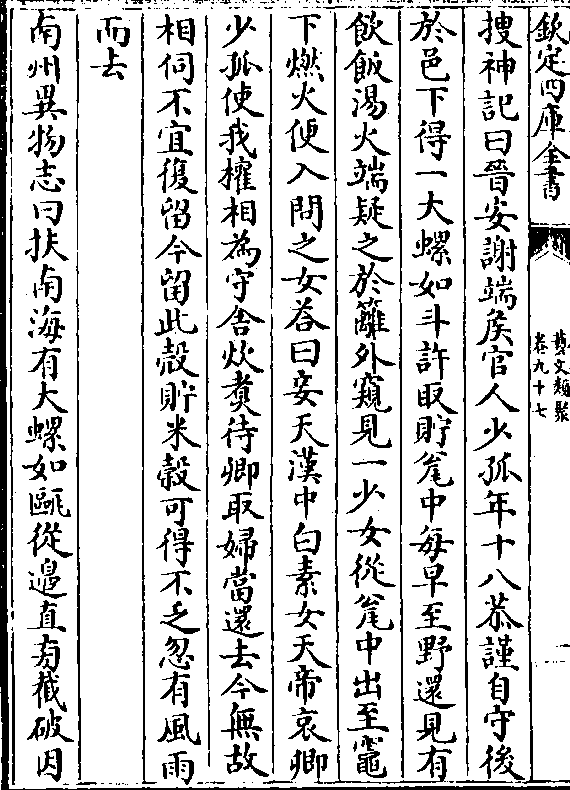 欽定四庫全書
藝文類聚
卷九十七
一
搜神記曰晉安謝端矦官人少孤年十八恭謹自守後
於邑下得一大螺如斗許取貯瓮中每早至野還見有
飲飯湯火端疑之於籬外窺見一少女從瓮中出至竈
下燃火便入問之女荅曰妾天漢中白素女天帝哀卿
少孤使我權相為守舍炊煑待卿取婦當還去今無故
相伺不宜復留今留此殼貯米穀可得不乏忽有風雨
而去
南州異物志曰扶南海有大螺如甌從邉直旁截破因